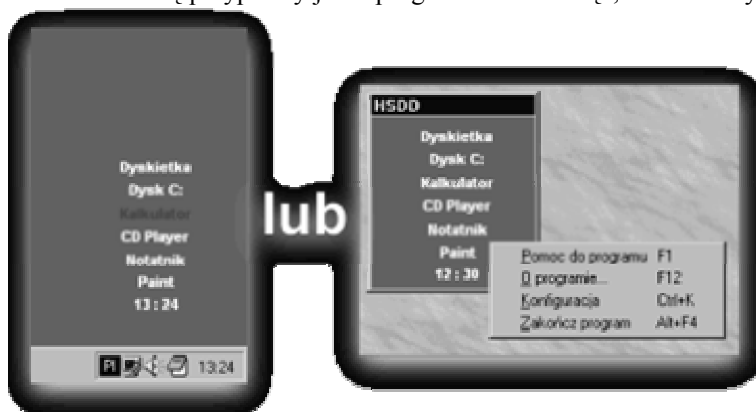 Dyskietka
Dysk C:
Kalkulator
CD Player
Notatnik
Paint
13:24
Pl 13:24
lub
HSDD
Dyskietka
Dysk C:
Kalkulator
CD Player
Notatnik
Paint
12:30
Pomoc do programu F1
O programie... F12
Konfiguracja Ctrl+K
Zakończ program Alt+F4